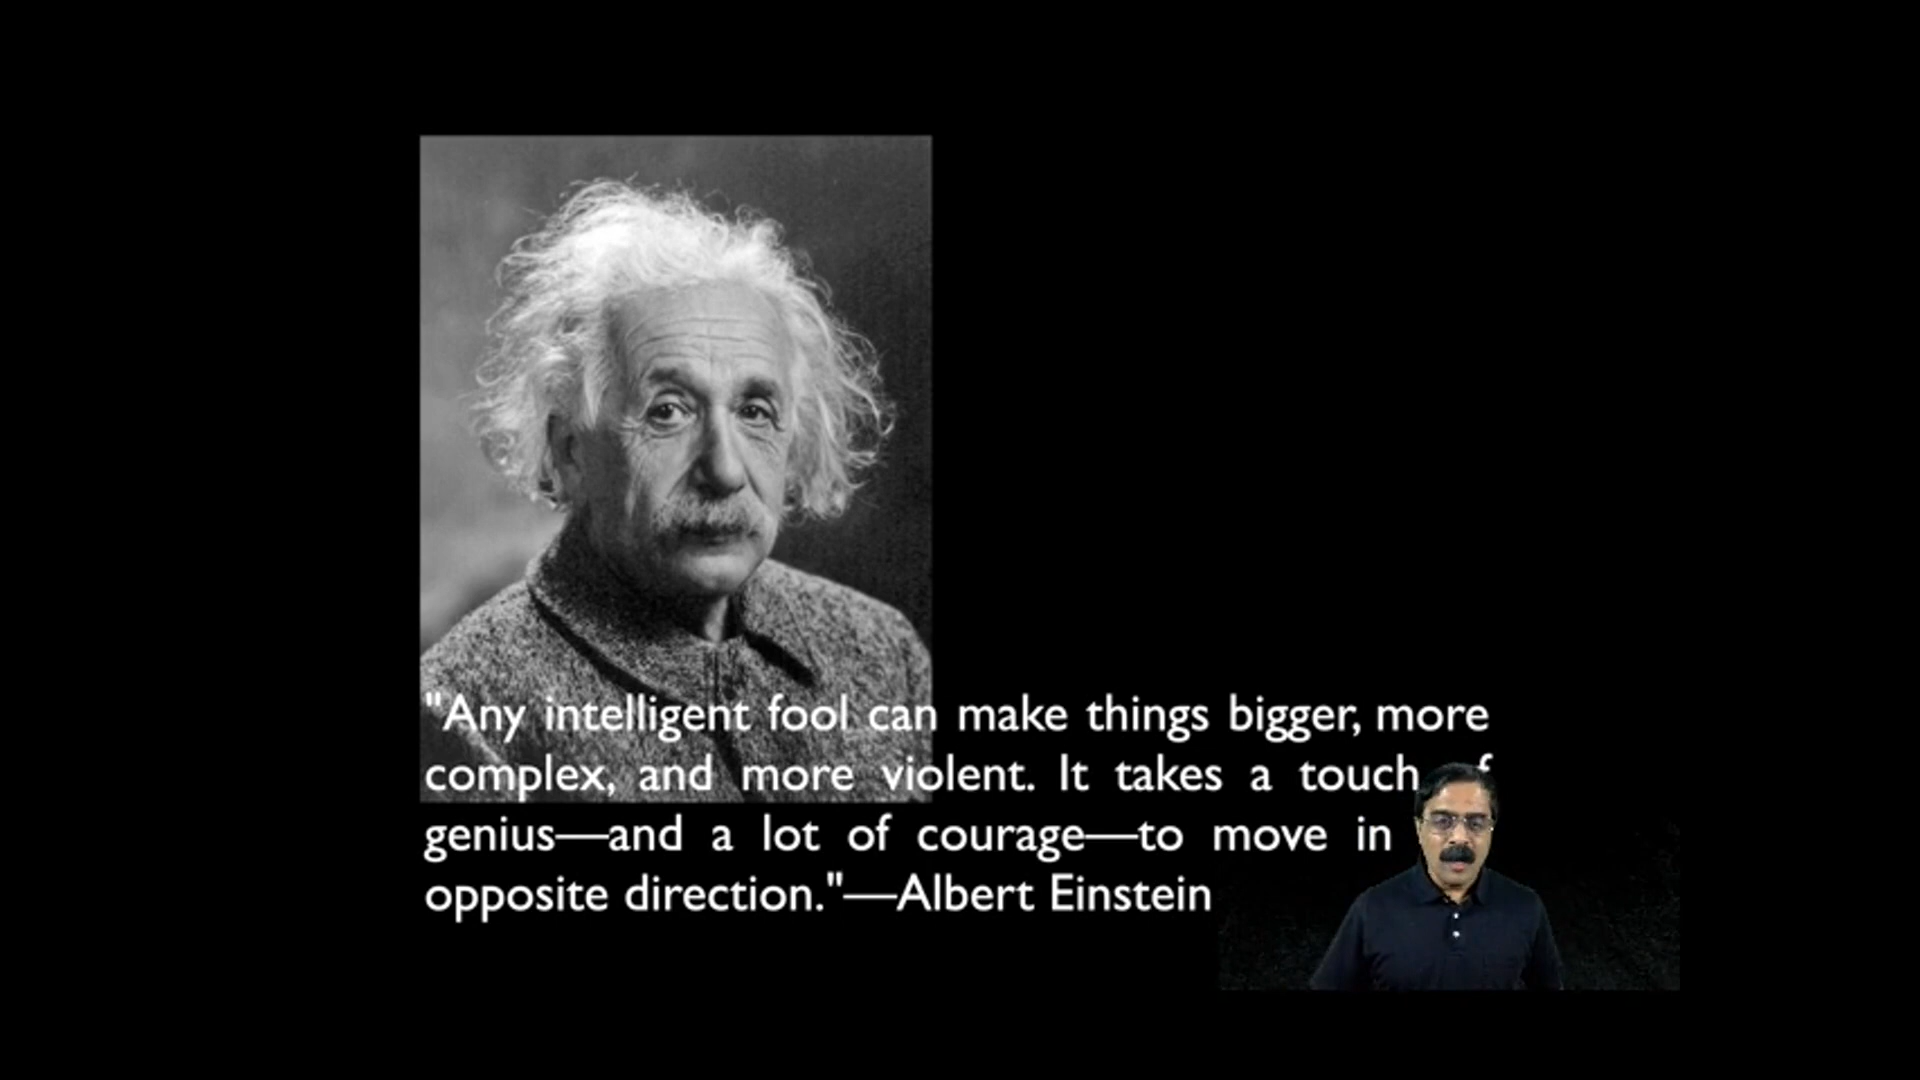 "Any intelligent fool can make things bigger, more
complex, and more violent. It takes a touch
genius—and a lot of courage—to move in
opposite direction."—Albert Einstein